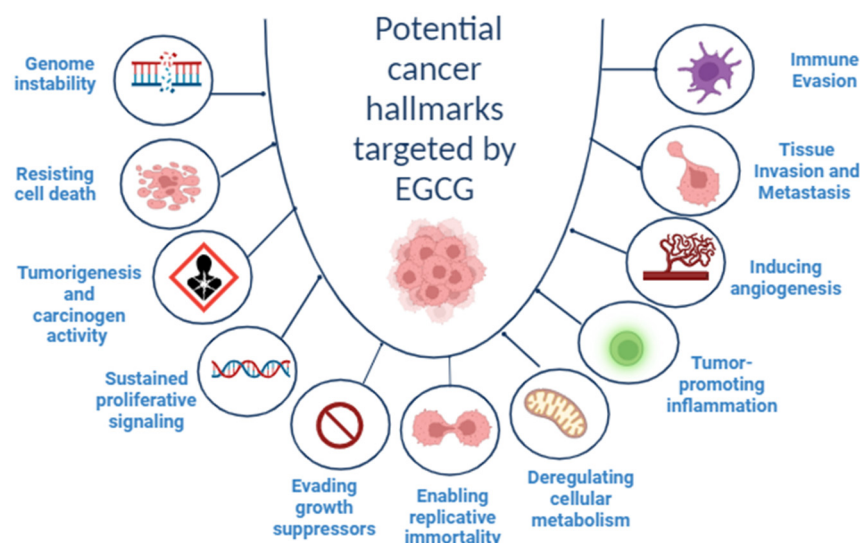 Potential
cancer
hallmarks
targeted by
EGCG
Genome
instability
Resisting
cell death
Tumorigenesis
and
carcinogen
activity
Sustained
proliferative
signaling
Evading
growth
suppressors
Enabling
replicative
immortality
Deregulating
cellular
metabolism
Tumor-
promoting
inflammation
Inducing
angiogenesis
Tissue
Invasion and
Metastasis
Immune
Evasion